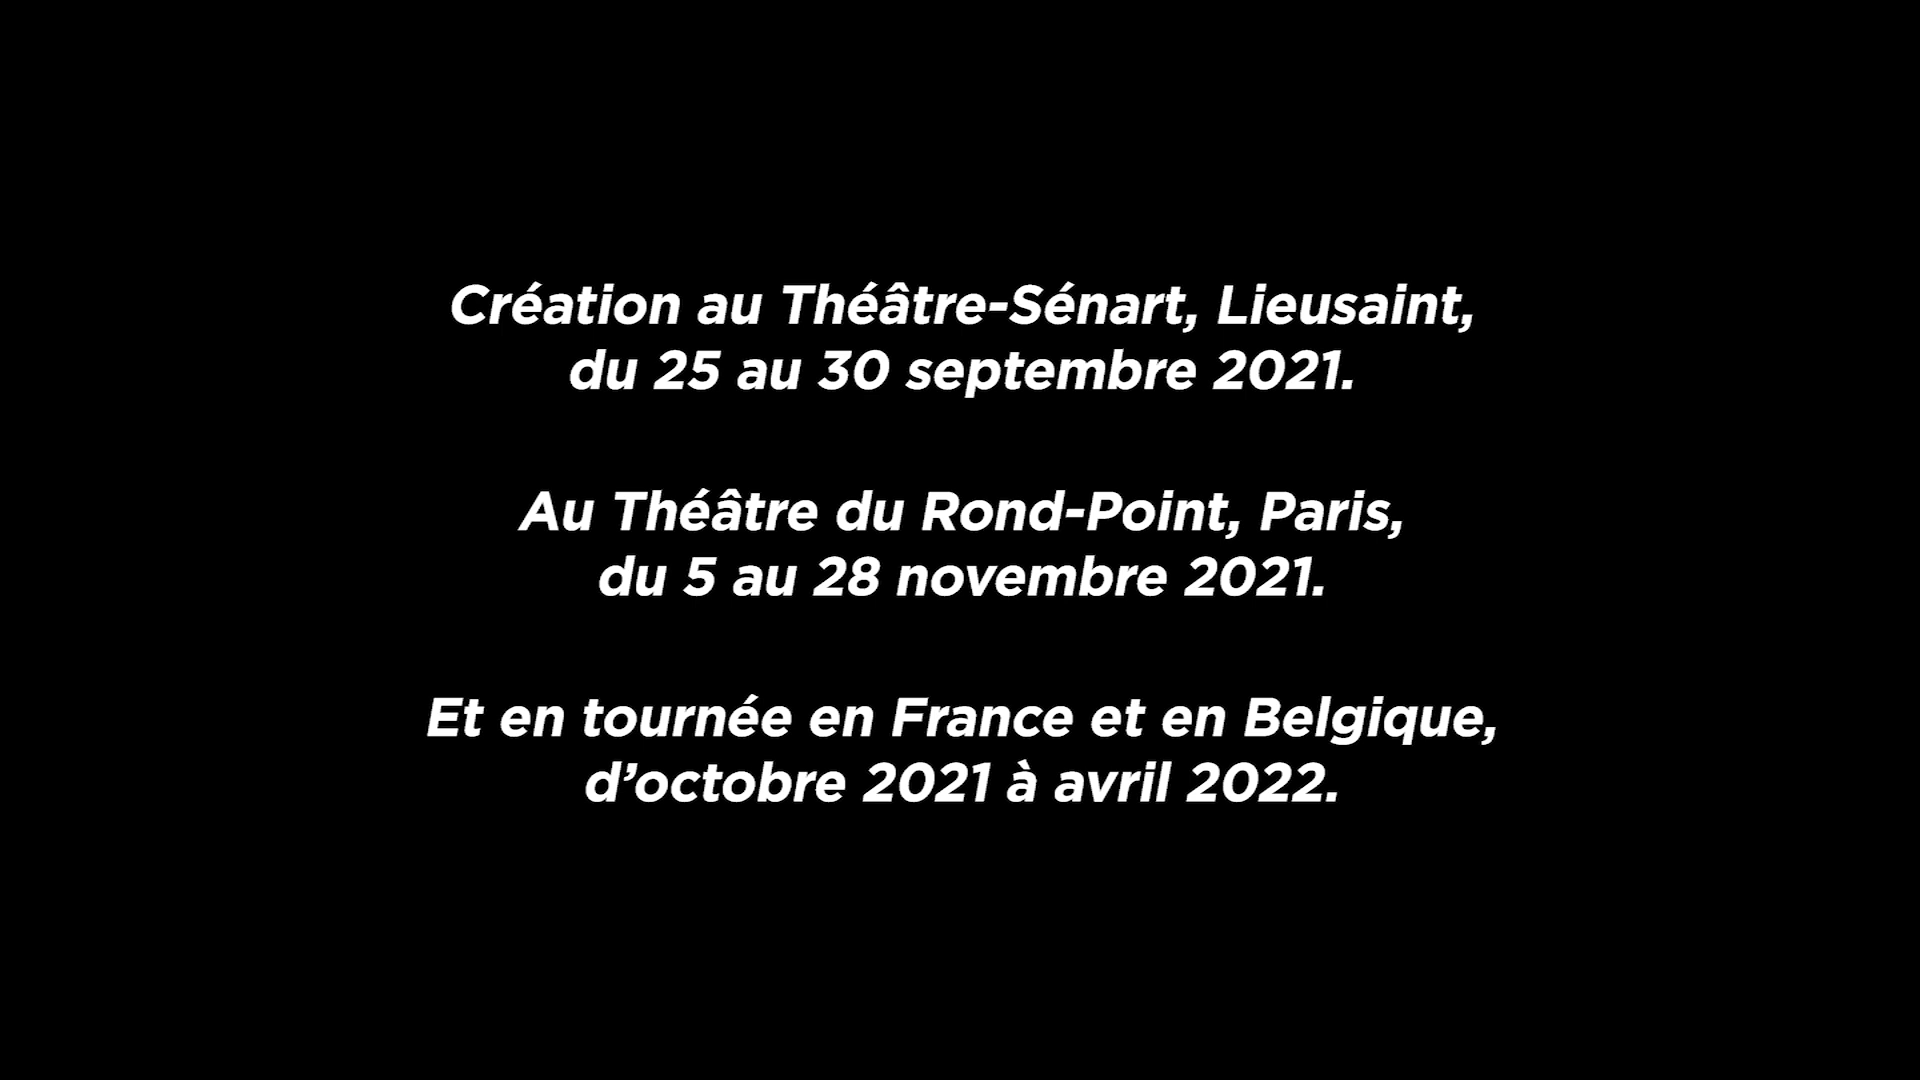 Création au Théâtre-Sénart, Lieusaint,
du 25 au 30 septembre 2021.
Au Théâtre du Rond-Point, Paris,
du 5 au 28 novembre 2021.
Et en tournée en France et en Belgique,
d’octobre 2021 à avril 2022.